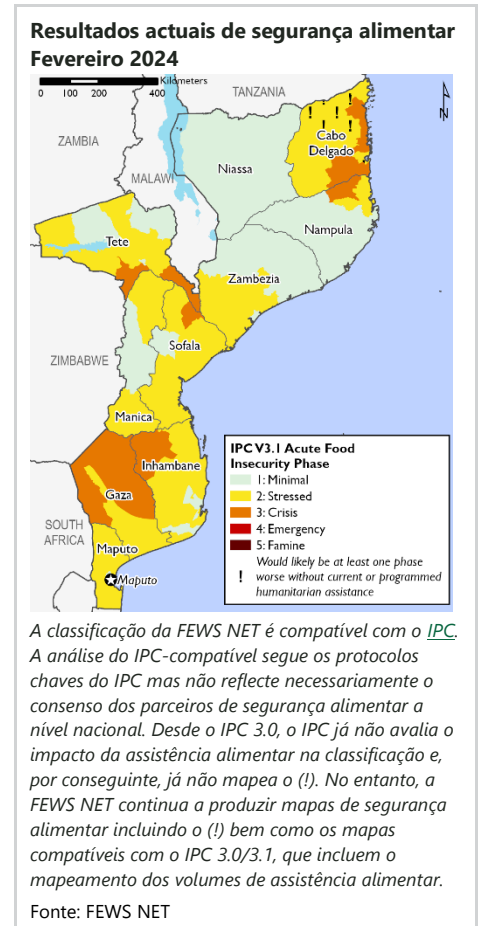 Resultados actuais de segurança alimentar
Fevereiro 2024
Kilometers
0 100 200 400
TANZANIA
N
ZAMBIA
Cabo
Delgado
MALAWI
Niassa
Nampula
Tete
Zambezia
Sofala
ZIMBABWE
Manica
Inhambane
Gaza
SOUTH
AFRICA
Maputo
Maputo
IPC V3.1 Acute Food
Insecurity Phase
1: Minimal
2: Stressed
3: Crisis
4: Emergency
5: Famine
Would likely be at least one phase
! worse without current or programmed
humanitarian assistance
A classificação da FEWS NET é compatível com o IPC.
A análise do IPC-compatível segue os protocolos
chaves do IPC mas não reflecte necessariamente o
consenso dos parceiros de segurança alimentar a
nível nacional. Desde o IPC 3.0, o IPC já não avalia o
impacto da assistência alimentar na classificação e,
por conseguinte, já não mapea o (!). No entanto, a
FEWS NET continua a produzir mapas de segurança
alimentar incluindo o (!) bem como os mapas
compatíveis com o IPC 3.0/3.1, que incluem o
mapeamento dos volumes de assistência alimentar.
Fonte: FEWS NET